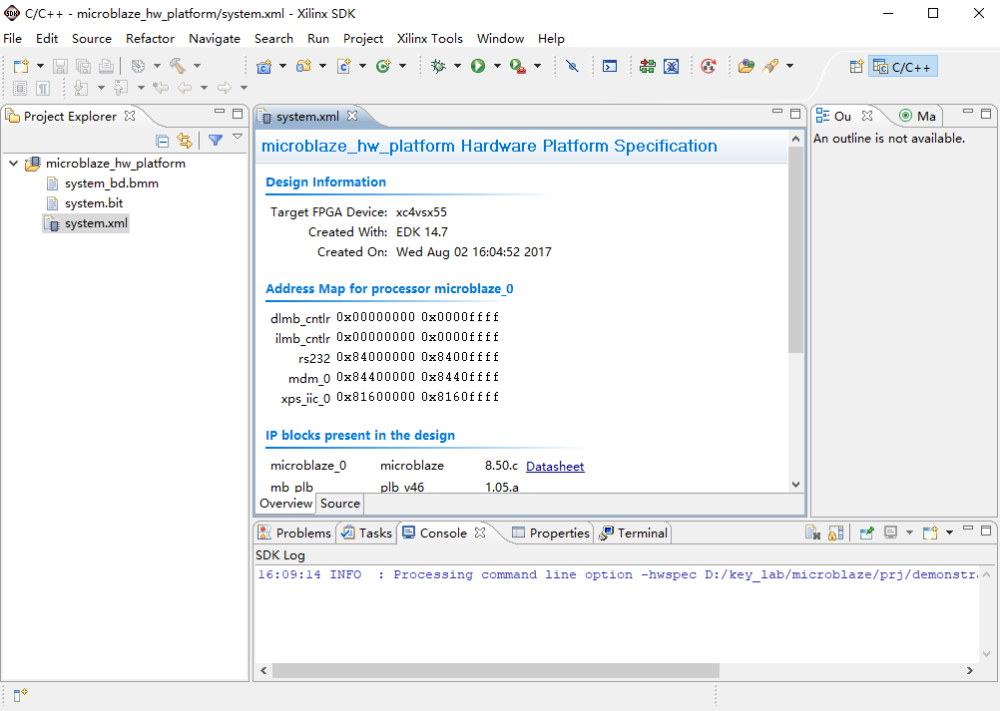 C/C++ - microblaze_hw_platform/system.xml - Xilinx SDK
File Edit Source Refactor Navigate Search Run Project Xilinx Tools Window Help
C/C++
Project Explorer
microblaze_hw_platform
system_bd.bmm
system.bit
system.xml
system.xml
microblaze_hw_platform Hardware Platform Specification
Design Information
Target FPGA Device: xc4vsx55
Created With: EDK 14.7
Created On: Wed Aug 02 16:04:52 2017
Address Map for processor microblaze_0
dlmb_cntlr 0x00000000 0x0000ffff
ilmb_cntlr 0x00000000 0x0000ffff
rs232 0x84000000 0x8400ffff
mdm_0 0x84400000 0x8440ffff
xps_iic_0 0x81600000 0x8160ffff
IP blocks present in the design
microblaze_0 microblaze 8.50.c Datasheet
mb_plb plb_v46 1.05.a
Overview Source
Ou Ma
An outline is not available.
Problems Tasks Console Properties Terminal
SDK Log
16:09:14 INFO : Processing command line option -hwspec D:/key_lab/microblaze/prj/demonstr